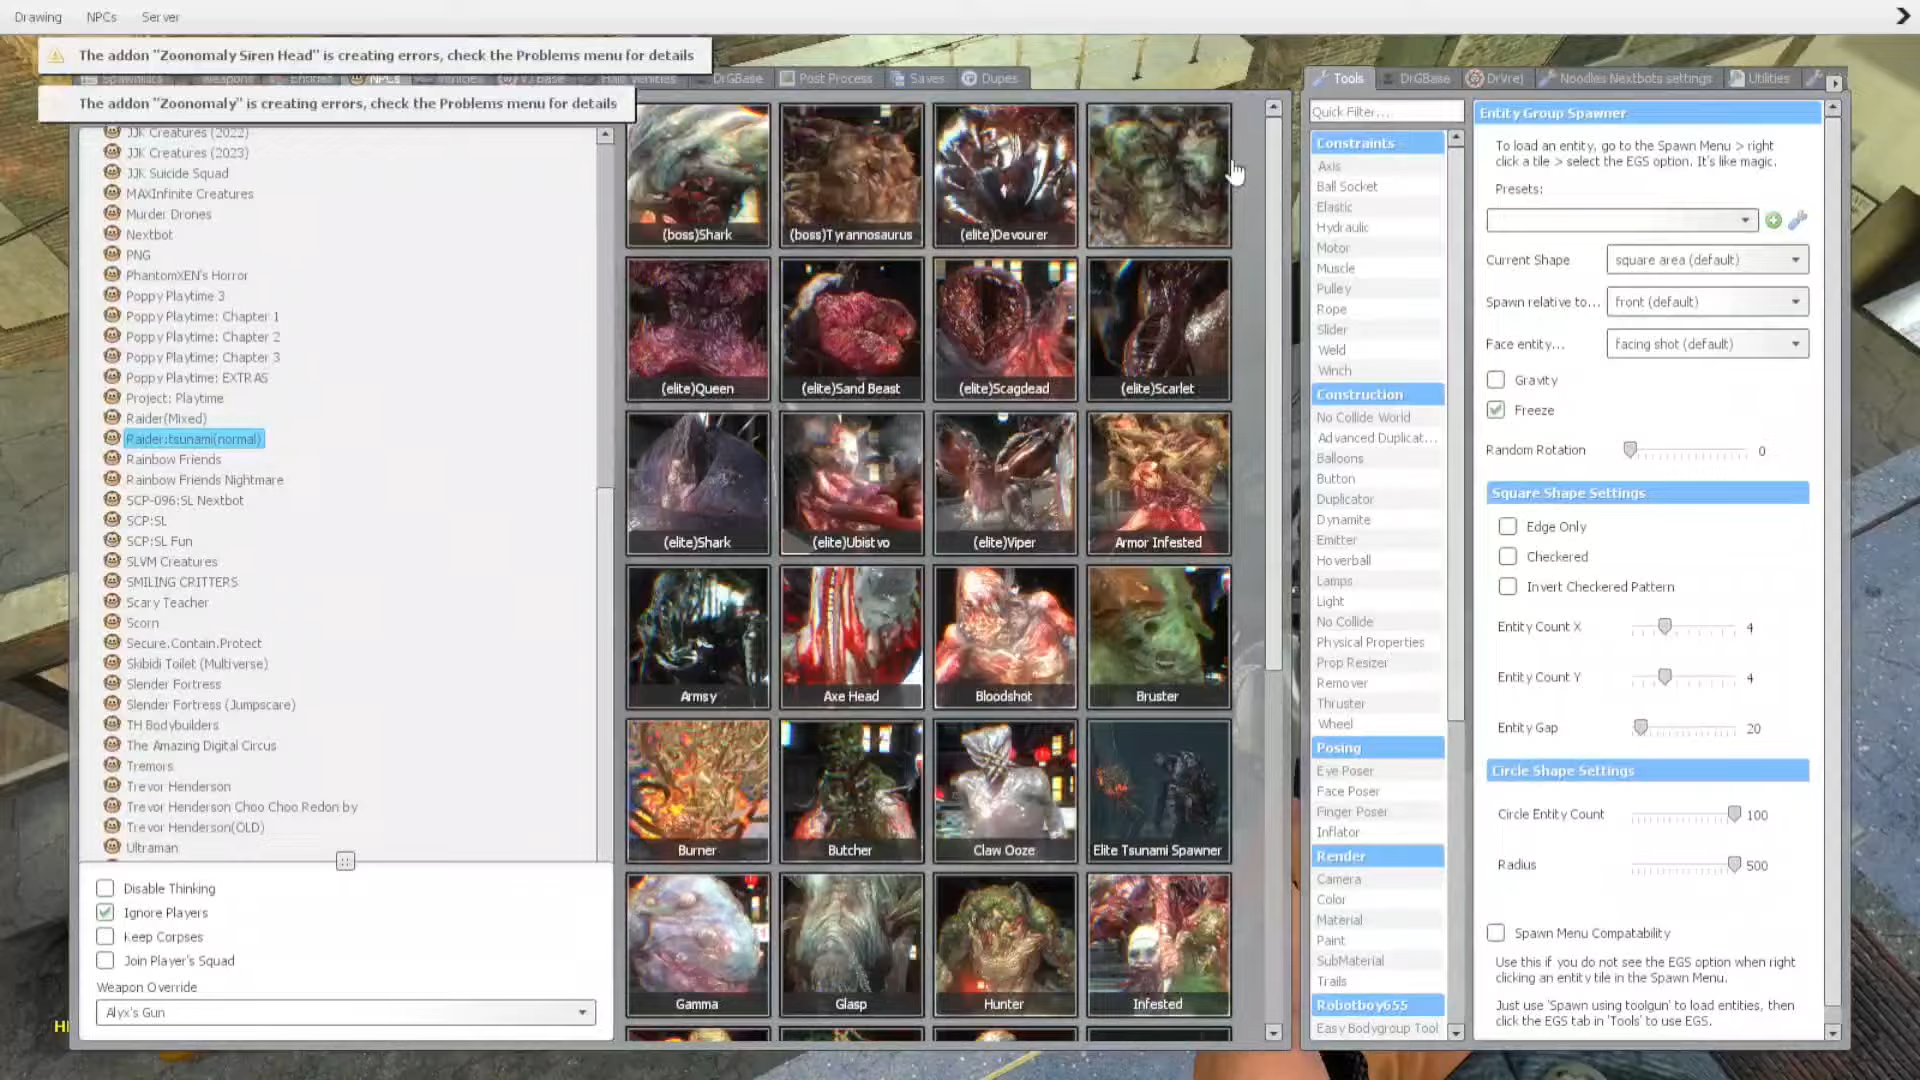 Drawing NPCs Server
The addon "Zoonomaly Siren Head" is creating errors, check the Problems menu for details
DrGBase Post Process Saves Dupes
The addon "Zoonomaly" is creating errors, check the Problems menu for details
JJK Creatures (2022)
JJK Creatures (2023)
JJK Suicide Squad
MAXInfinite Creatures
Murder Drones
Nextbot
PNG
PhantomXEN's Horror
Poppy Playtime 3
Poppy Playtime: Chapter 1
Poppy Playtime: Chapter 2
Poppy Playtime: Chapter 3
Poppy Playtime: EXTRAS
Project: Playtime
Raider(Mixed)
Raider:tsunami(normal)
Rainbow Friends
Rainbow Friends Nightmare
SCP-096:SL Nextbot
SCP:SL
SCP:SL Fun
SLVM Creatures
SMILING CRITTERS
Scary Teacher
Scorn
Secure.Contain.Protect
Skibidi Toilet (Multiverse)
Slender Fortress
Slender Fortress (Jumpscare)
TH Bodybuilders
The Amazing Digital Circus
Tremors
Trevor Henderson
Trevor Henderson Choo Choo Redon by
Trevor Henderson(OLD)
Ultraman
Disable Thinking
Ignore Players
Keep Corpses
Join Player's Squad
Weapon Override
Alyx's Gun
(boss)Shark (boss)Tyrannosaurus (elite)Devourer
(elite)Queen (elite)Sand Beast (elite)Scagdead (elite)Scarlet
(elite)Shark (elite)Ubistvo (elite)Viper Armor Infested
Armsy Axe Head Bloodshot Bruster
Burner Butcher Claw Ooze Elite Tsunami Spawner
Gamma Glasp Hunter Infested
Tools DrGBase DrVrej Noodles Nextbots settings Utilities
Quick Filter...
Constraints
Axis
Ball Socket
Elastic
Hydraulic
Motor
Muscle
Pulley
Rope
Slider
Weld
Winch
Construction
No Collide World
Advanced Duplicat...
Balloons
Button
Duplicator
Dynamite
Emitter
Hoverball
Lamps
Light
No Collide
Physical Properties
Prop Resizer
Remover
Thruster
Wheel
Posing
Eye Poser
Face Poser
Finger Poser
Inflator
Render
Camera
Color
Material
Paint
SubMaterial
Trails
Robotboy655
Easy Bodygroup Tool
Entity Group Spawner
To load an entity, go to the Spawn Menu > right
click a tile > select the EGS option. It's like magic.
Presets:
Current Shape square area (default)
Spawn relative to... front (default)
Face entity... facing shot (default)
Gravity
Freeze
Random Rotation 0
Square Shape Settings
Edge Only
Checkered
Invert Checkered Pattern
Entity Count X 4
Entity Count Y 4
Entity Gap 20
Circle Shape Settings
Circle Entity Count 100
Radius 500
Spawn Menu Compatability
Use this if you do not see the EGS option when right
clicking an entity tile in the Spawn Menu.
Just use 'Spawn using toolgun' to load entities, then
click the EGS tab in 'Tools' to use EGS.